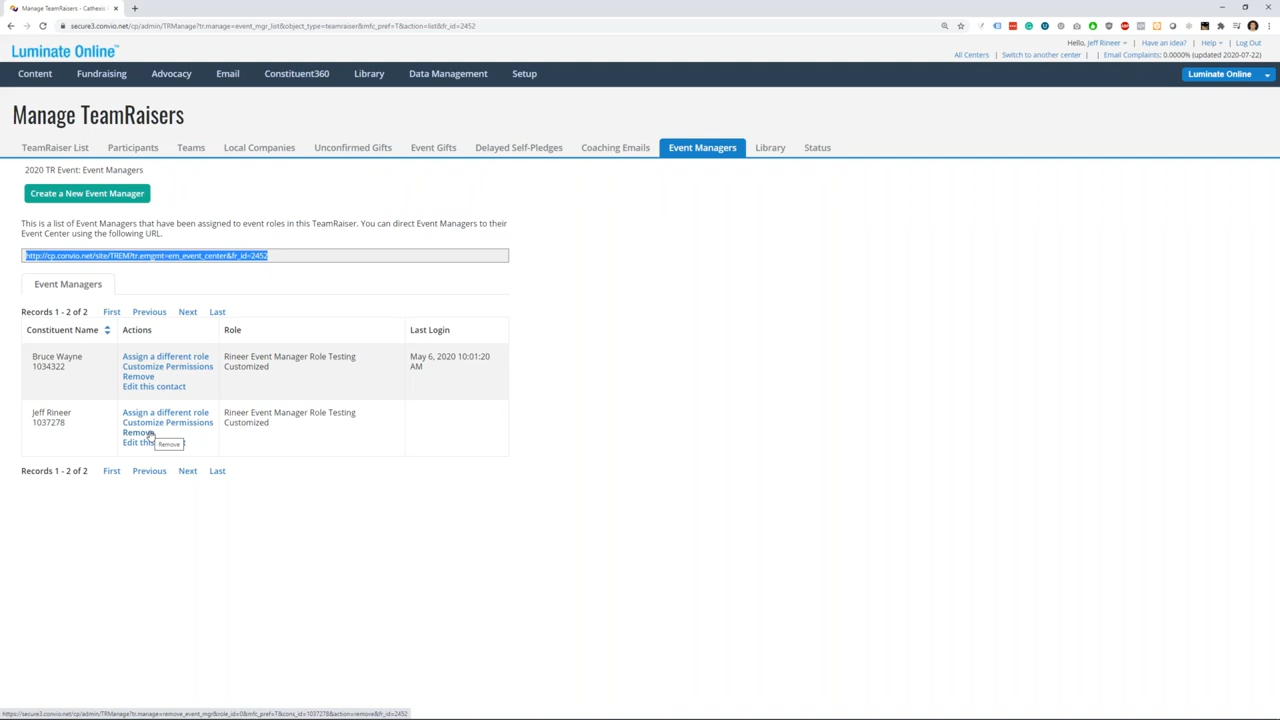 Manage TeamRaisers - Cathexis
secure3.convio.net/cp/admin/TRManage?tr.manage=event_mgr_list&object_type=teamraiser&mfc_pref=T&action=list&fr_id=2452
Luminate Online™
Hello, Jeff Rineer | Have an idea? | Help | Log Out
All Centers | Switch to another center | | Email Complaints: 0.0000% (updated 2020-07-22)
Content Fundraising Advocacy Email Constituent360 Library Data Management Setup Luminate Online
Manage TeamRaisers
TeamRaiser List Participants Teams Local Companies Unconfirmed Gifts Event Gifts Delayed Self-Pledges Coaching Emails Event Managers Library Status
2020 TR Event: Event Managers
Create a New Event Manager
This is a list of Event Managers that have been assigned to event roles in this TeamRaiser. You can direct Event Managers to their
Event Center using the following URL.
http://cp.convio.net/site/TREM?tr.emgmt=em_event_center&fr_id=2452
Event Managers
Records 1 - 2 of 2 First Previous Next Last
Constituent Name Actions Role Last Login
Bruce Wayne Assign a different role Rineer Event Manager Role Testing May 6, 2020 10:01:20
1034322 Customize Permissions Customized AM
Remove
Edit this contact
Jeff Rineer Assign a different role Rineer Event Manager Role Testing
1037278 Customize Permissions Customized
Remove
Edit this Remove
Records 1 - 2 of 2 First Previous Next Last
https://secure3.convio.net/cp/admin/TRManage?tr.manage=remove_event_mgr&role_id=0&mfc_pref=T&cons_id=1037278&action=remove&fr_id=2452